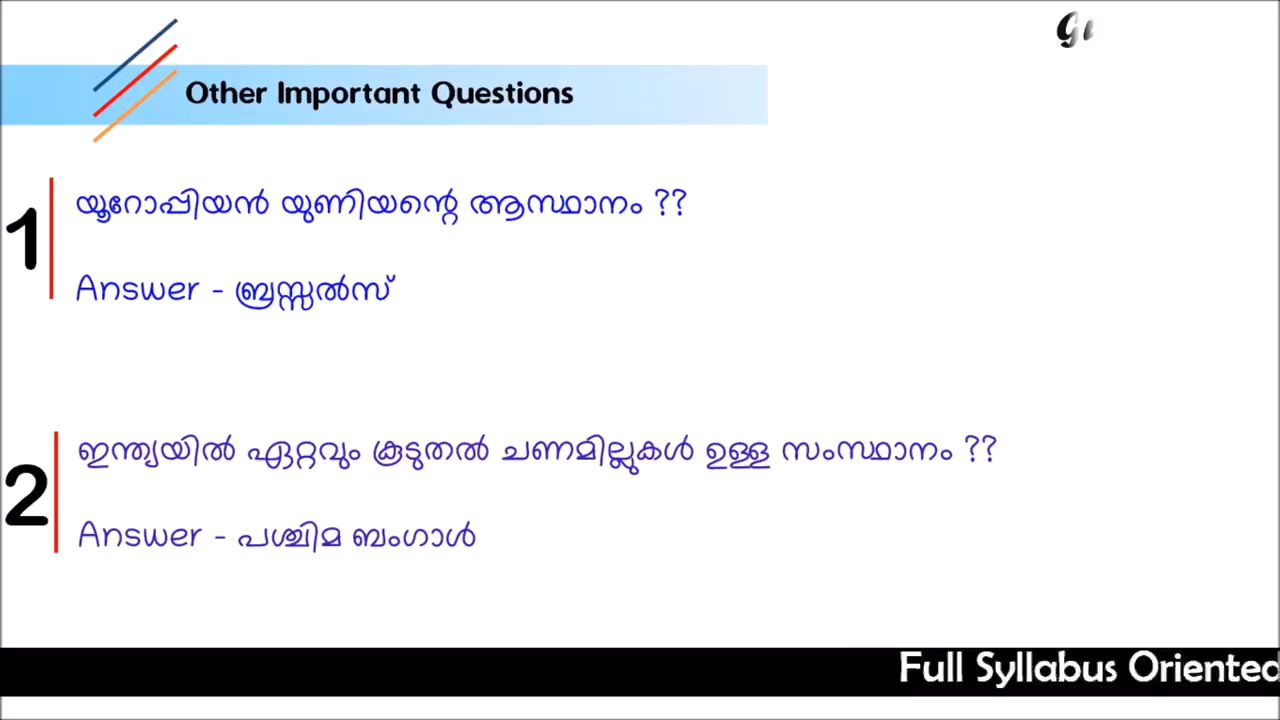 Other Important Questions
1
യൂറോപ്പിയൻ യുണിയന്റെ ആസ്ഥാനം ??
Answer - ബ്രസ്സൽസ്
2
ഇന്ത്യയിൽ ഏറ്റവും കൂടുതൽ ചണമില്ലുകൾ ഉള്ള സംസ്ഥാനം ??
Answer - പശ്ചിമ ബംഗാൾ
Full Syllabus Oriented